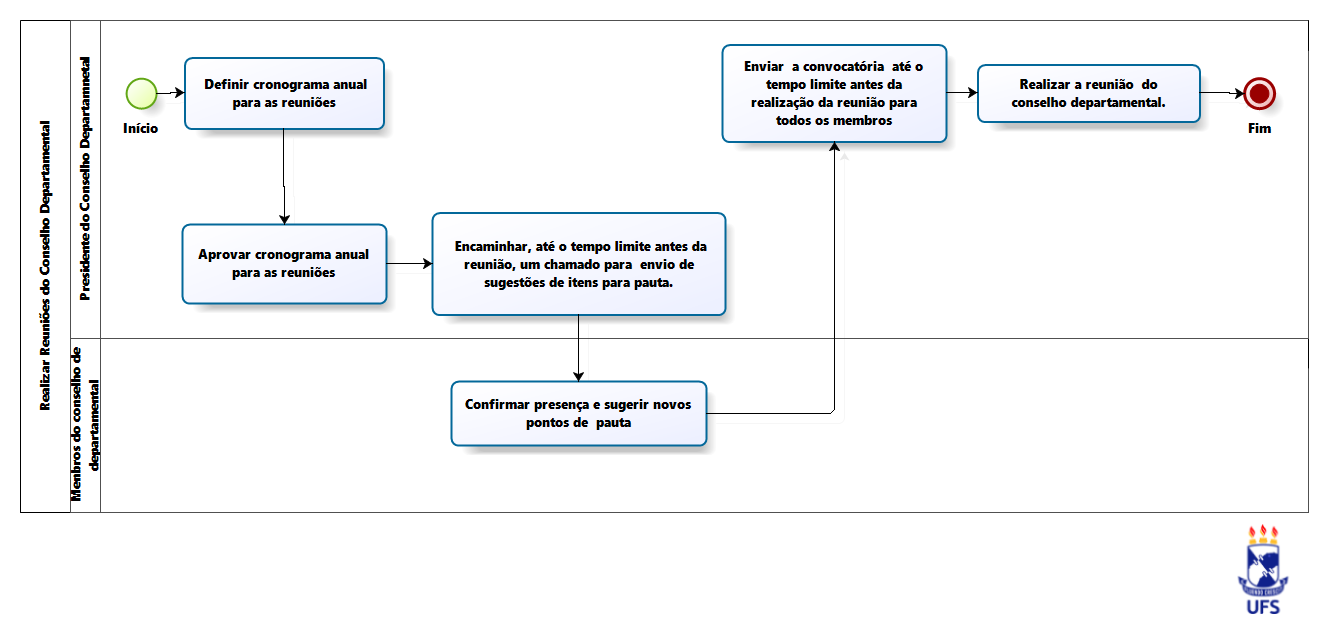 Realizar Reuniões do Conselho Departamental
Presidente do Conselho Departamnetal
Início
Definir cronograma anual
para as reuniões
Aprovar cronograma anual
para as reuniões
Encaminhar, até o tempo limite antes da
reunião, um chamado para envio de
sugestões de itens para pauta.
Enviar a convocatória até o
tempo limite antes da
realização da reunião para
todos os membros
Realizar a reunião do
conselho departamental.
Fim
Menbros do conselho de
departamental
Confirmar presença e sugerir novos
pontos de pauta
UFS